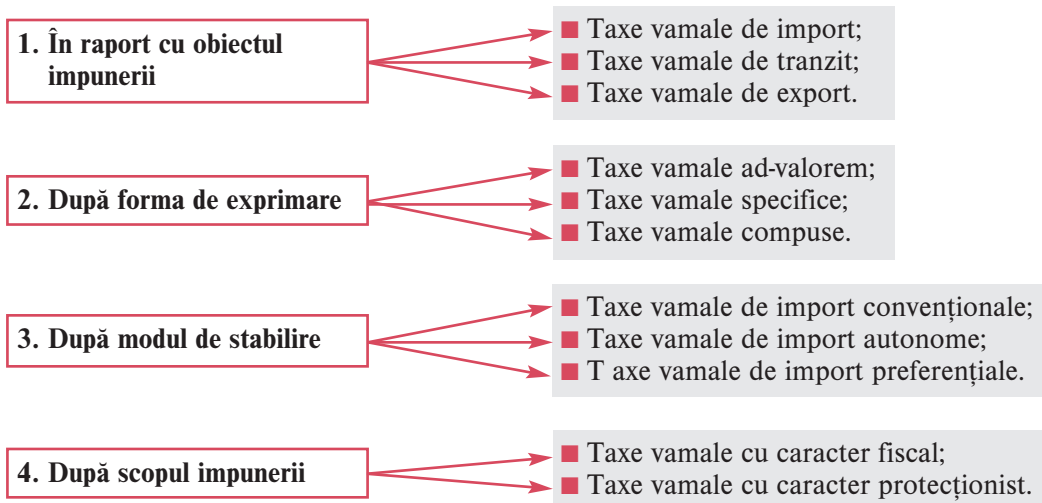 1. În raport cu obiectul
impunerii
■ Taxe vamale de import;
■ Taxe vamale de tranzit;
■ Taxe vamale de export.
2. După forma de exprimare
■ Taxe vamale ad-valorem;
■ Taxe vamale specifice;
■ Taxe vamale compuse.
3. După modul de stabilire
■ Taxe vamale de import convenționale;
■ Taxe vamale de import autonome;
■ T axe vamale de import preferențiale.
4. După scopul impunerii
■ Taxe vamale cu caracter fiscal;
■ Taxe vamale cu caracter protecționist.